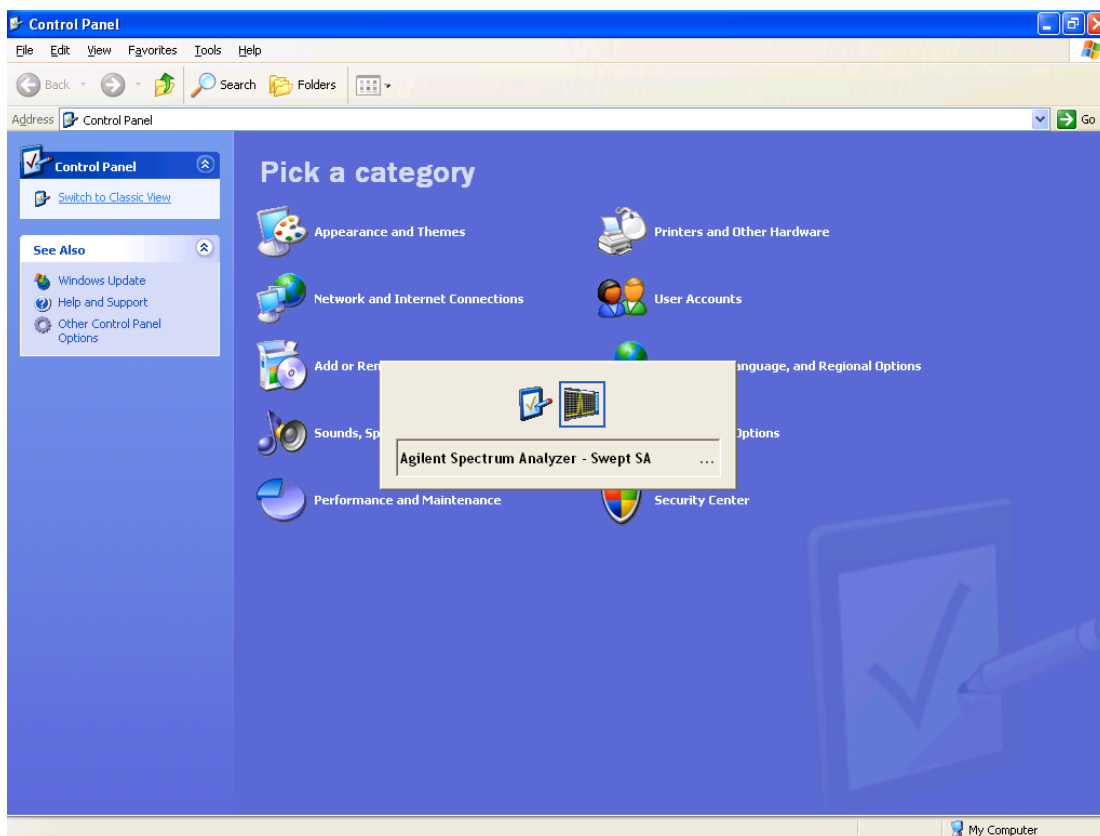 Control Panel
File Edit View Favorites Tools Help
Back Search Folders
Address Control Panel Go
Control Panel
Switch to Classic View
See Also
Windows Update
Help and Support
Other Control Panel
Options
Pick a category
Appearance and Themes
Printers and Other Hardware
Network and Internet Connections
User Accounts
Add or Re
anguage, and Regional Options
Sounds, Sp
Options
Agilent Spectrum Analyzer - Swept SA ...
Performance and Maintenance
Security Center
My Computer